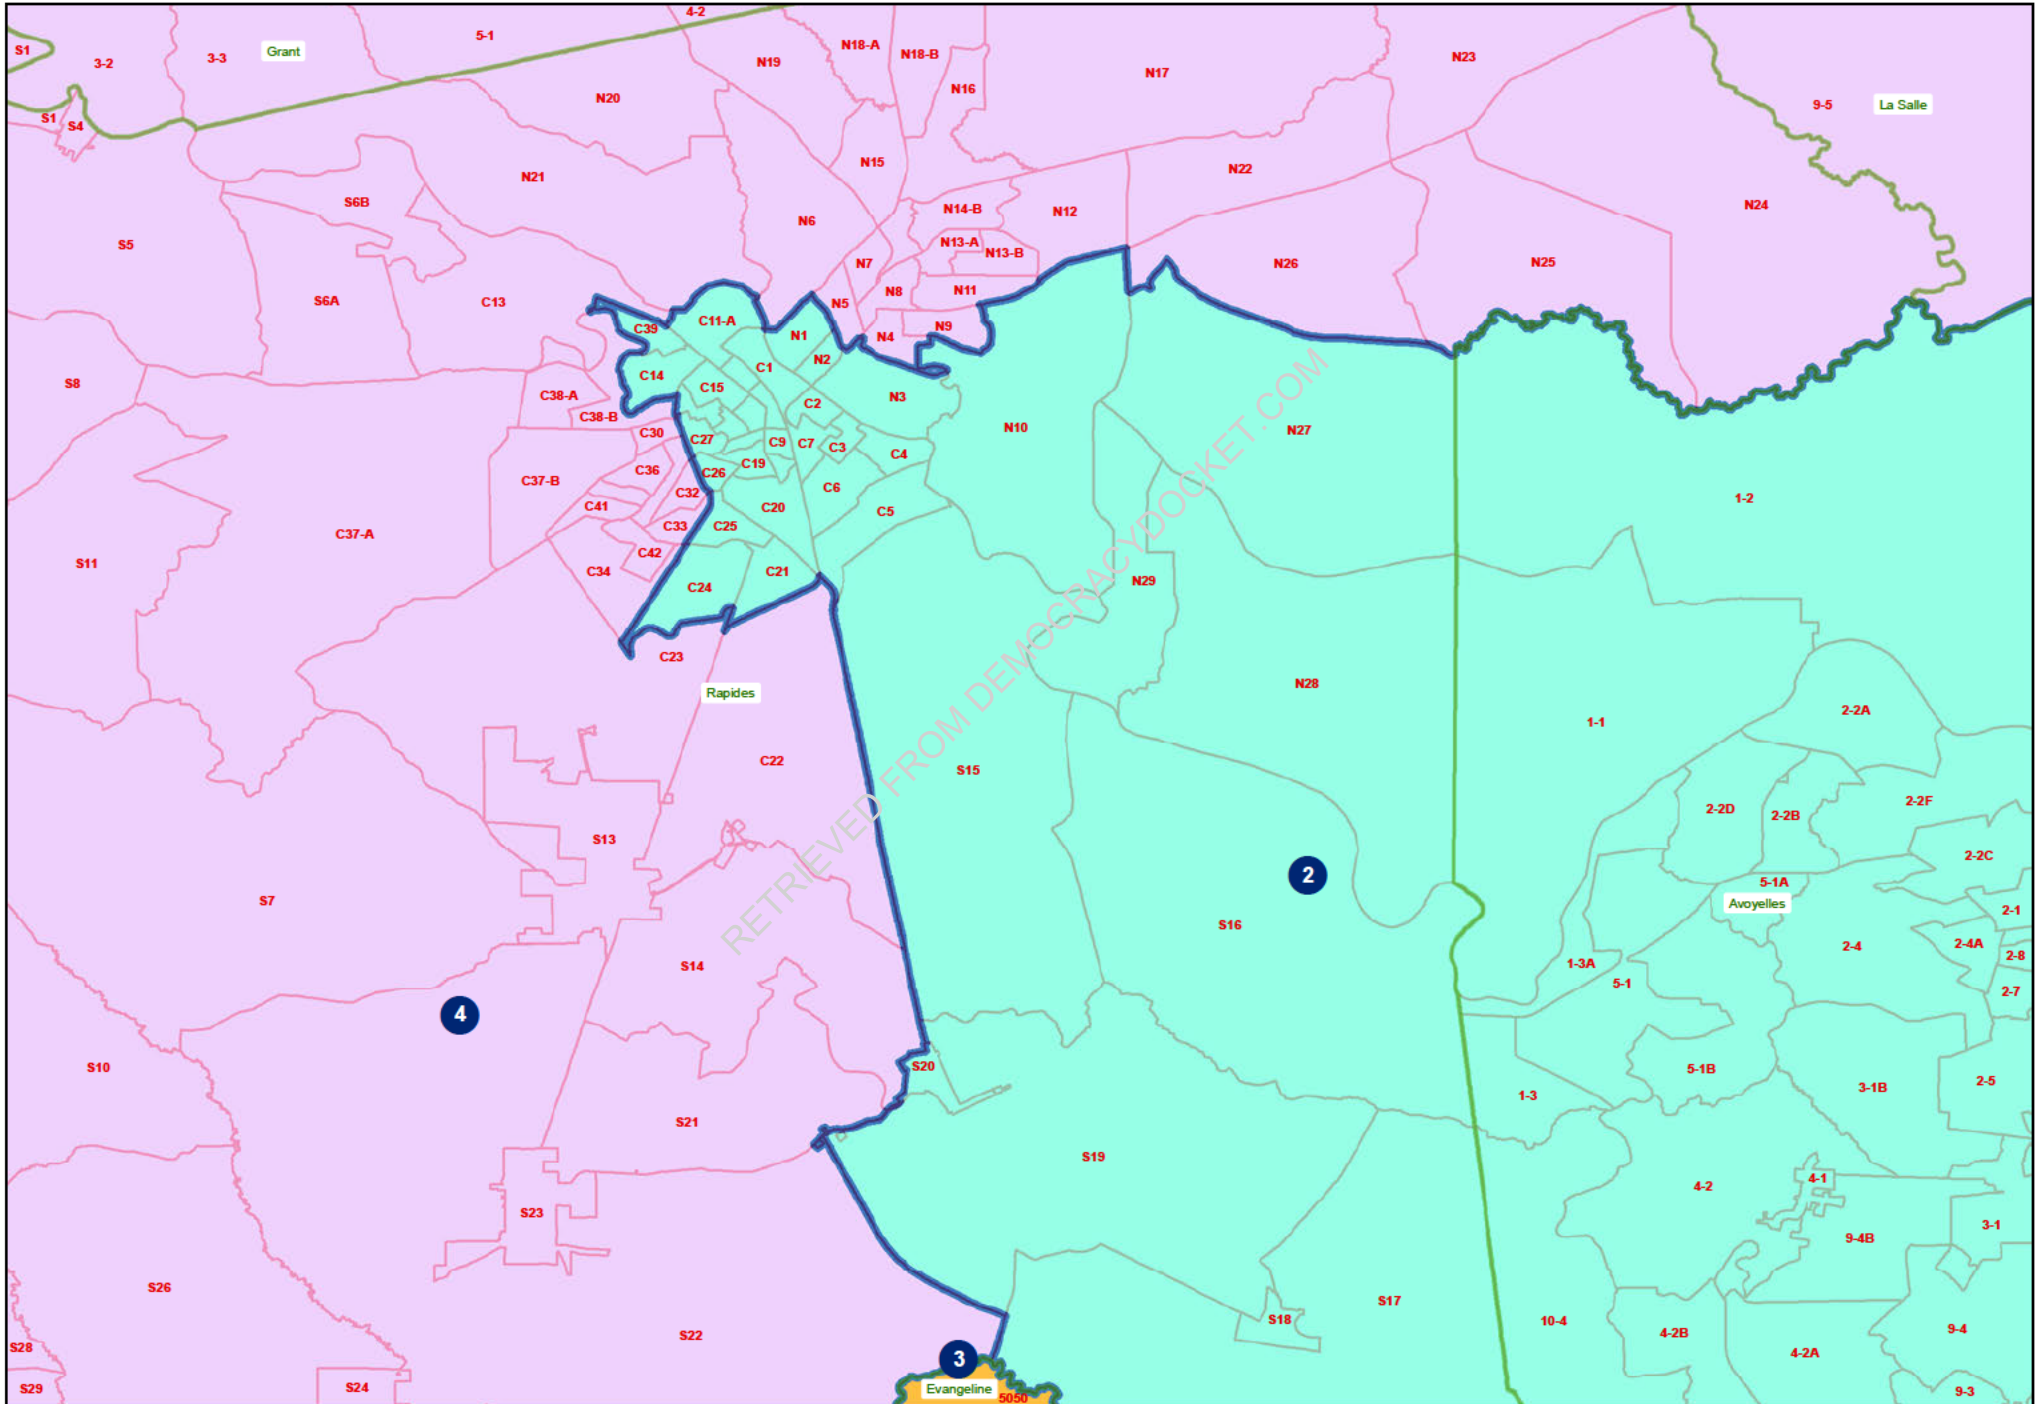 4-2
5-1
S1
3-2
3-3
Grant
N18-A
N18-B
N19
N16
N17
N23
N20
9-5
La Salle
S1
S4
N15
N22
N21
S6B
N14-B
N12
N24
N6
S5
N13-A
N13-B
N7
N26
N25
N8
N11
S6A
C13
N5
C11-A
C39
N1
N4
N9
N2
C1
C14
S8
C15
C38-A
N3
C2
C38-B
N10
N27
C30
C27
C9
C7
C3
C4
C19
C36
C26
C37-B
C32
C6
1-2
C41
C20
C5
C33
C25
C37-A
C42
S11
C34
C21
N29
C24
C23
N28
Rapides
2-2A
1-1
C22
S15
2-2F
2-2D
2-2B
S13
2-2C
2
5-1A
S7
Avoyelles
2-1
S16
2-4
2-4A
2-8
S14
1-3A
5-1
2-7
4
S10
S20
5-1B
2-5
3-1B
1-3
S21
S19
4-1
4-2
S23
3-1
9-4B
S26
S17
S18
10-4
9-4
S22
4-2B
S28
4-2A
3
S29
S24
Evangeline
5050
9-3
RETRIEVED FROM DEMOCRACYDOCKET.COM